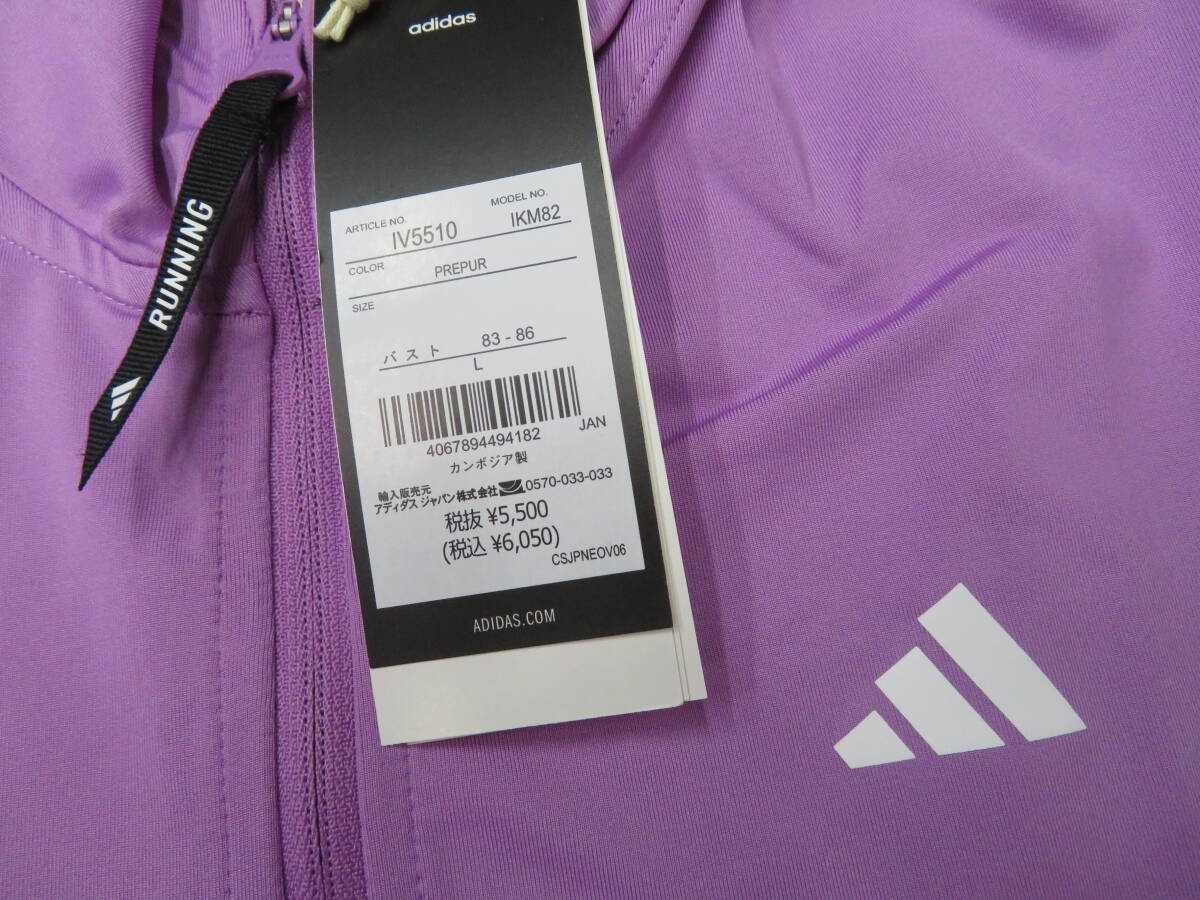 adidas
ARTICLE NO. MODEL NO.
IV5510 IKM82
COLOR PREPUR
SIZE
バスト 83 - 86
L
4067894494182 JAN
カンボジア製
輸入販売元
アディダス ジャパン株式会社 0570-033-033
税抜 ¥5,500
(税込 ¥6,050)
CSJPNEOV06
ADIDAS.COM
RUNNING